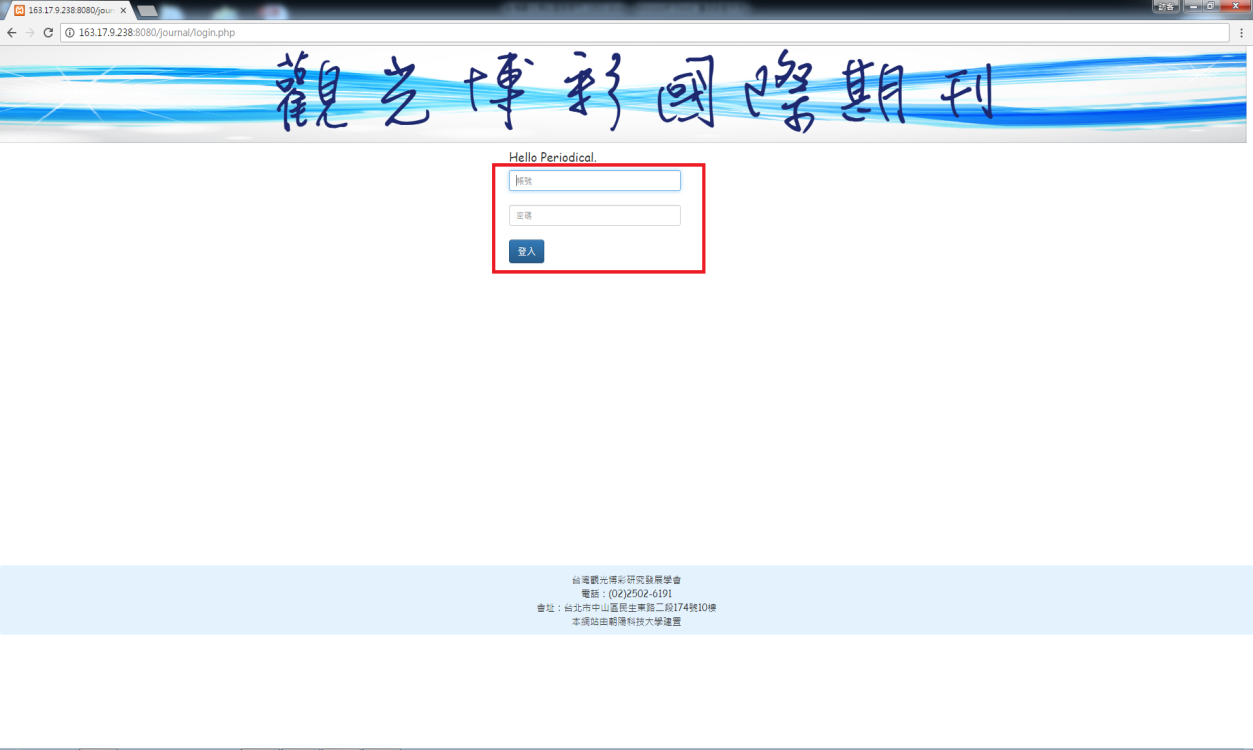 163.17.9.238:8080/jour
訪客
163.17.9.238:8080/journal/login.php
觀光博彩國際期刊
Hello Periodical.
帳號
密碼
登入
台灣觀光博彩研究發展學會
電話：(02)2502-6191
會址：台北市中山區民生東路二段174號10樓
本網站由朝陽科技大學建置